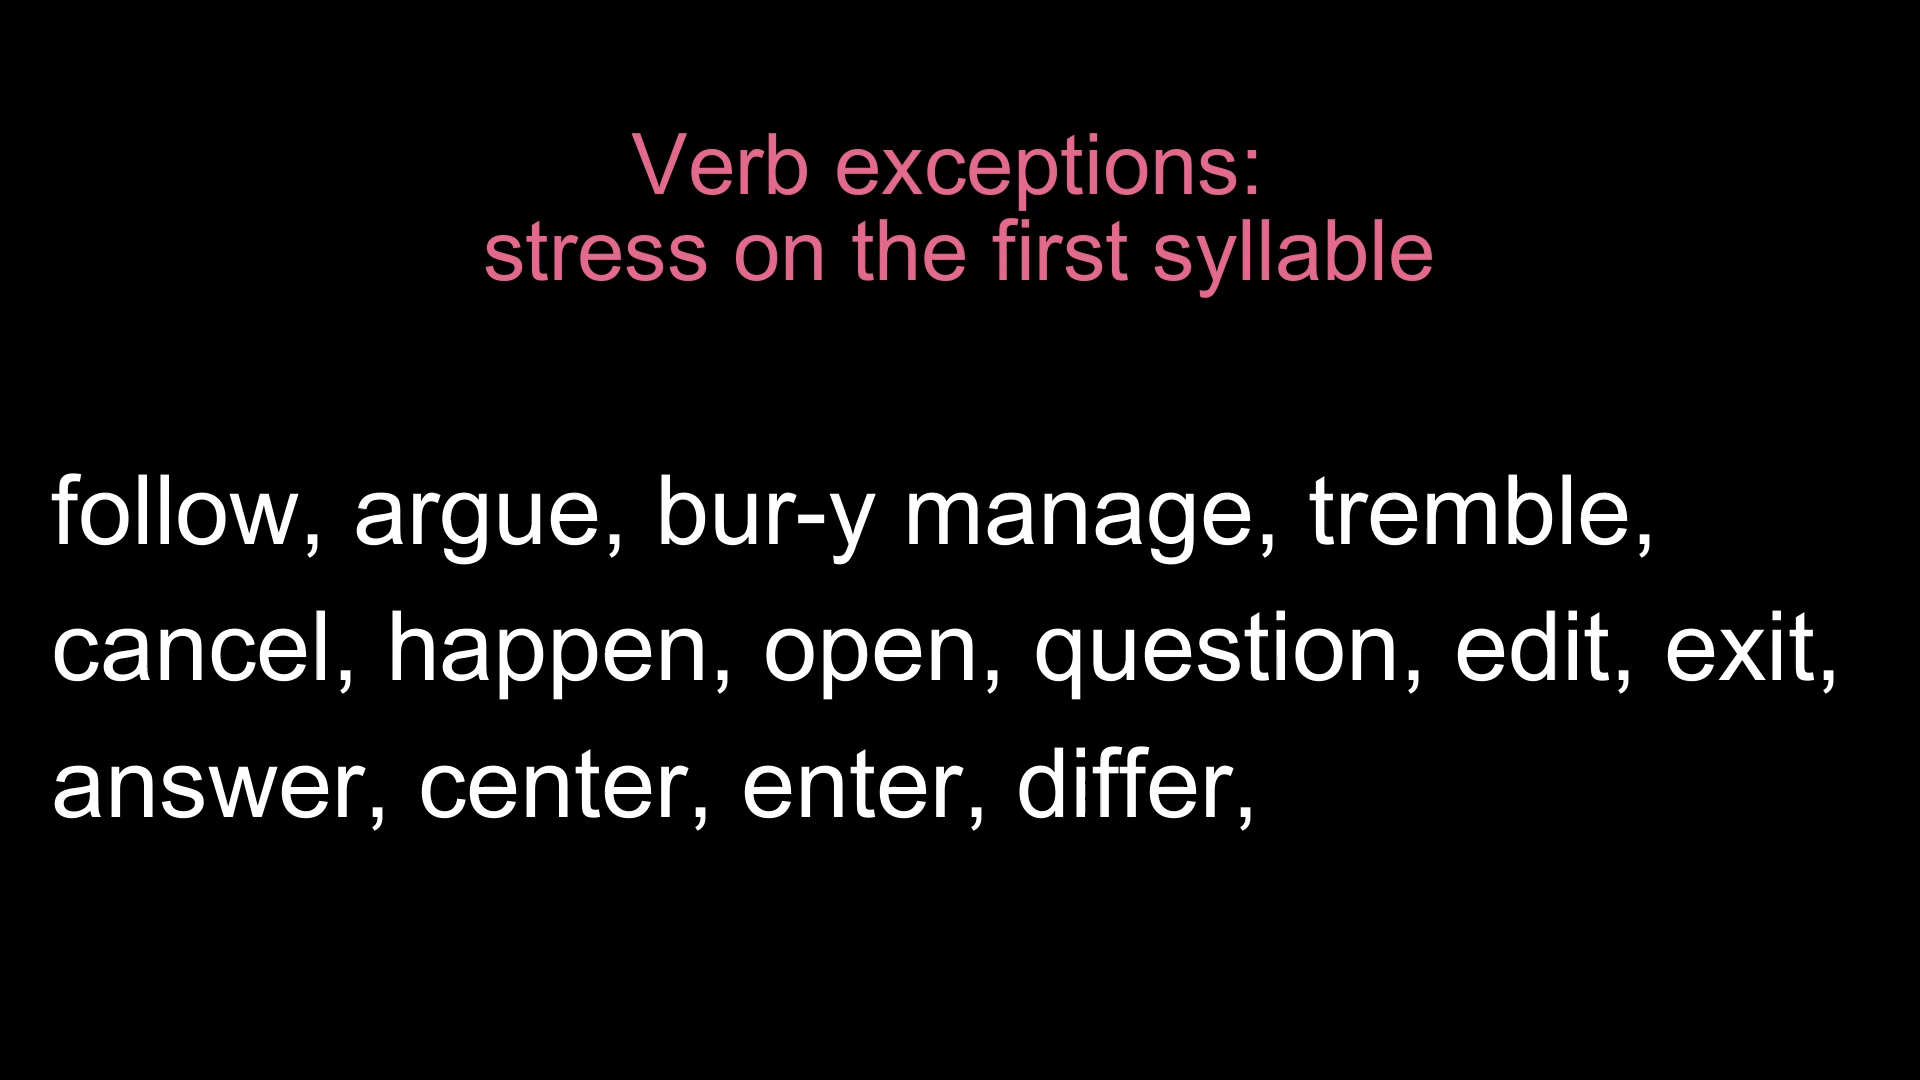 Verb exceptions:
stress on the first syllable
follow, argue, bur-y manage, tremble,
cancel, happen, open, question, edit, exit,
answer, center, enter, differ,